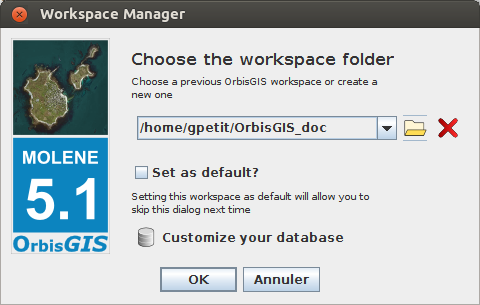 Workspace Manager
Choose the workspace folder
Choose a previous OrbisGIS workspace or create a
new one
/home/gpetit/OrbisGIS_doc
MOLENE
5.1
OrbisGIS
Set as default?
Setting this workspace as default will allow you to
skip this dialog next time
Customize your database
OK
Annuler